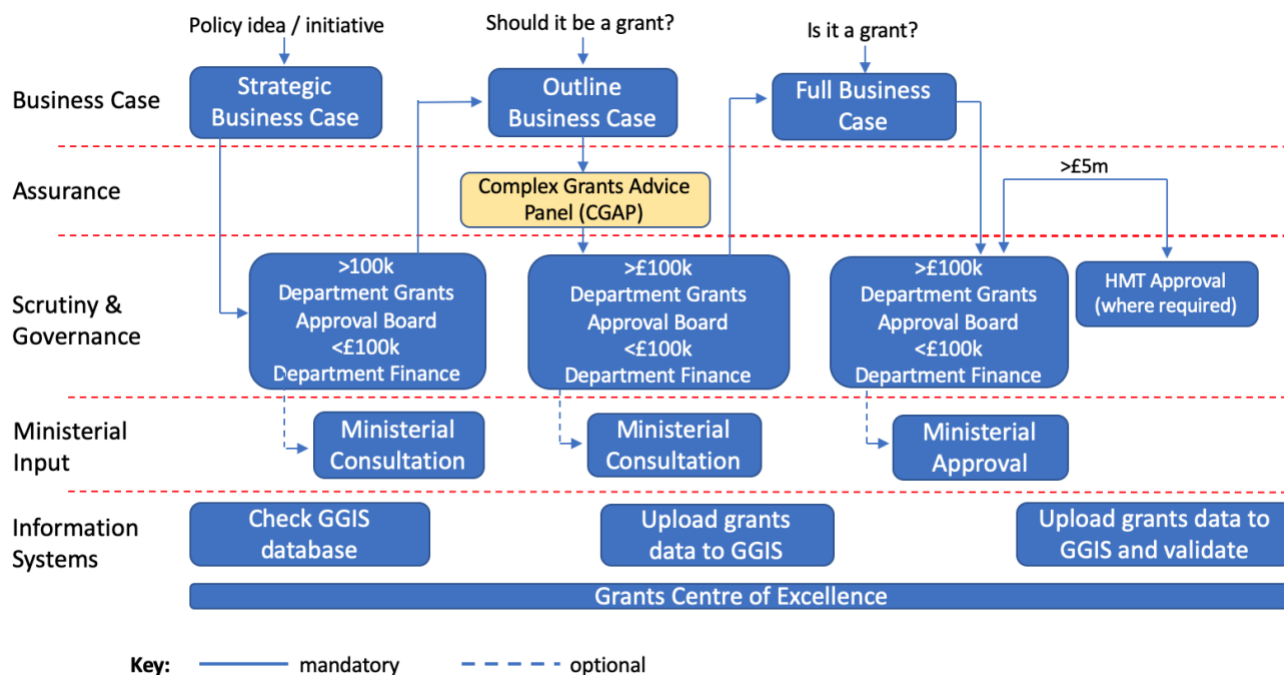 Policy idea / initiative
Should it be a grant?
Is it a grant?
Business Case
Strategic
Business Case
Outline
Business Case
Full Business
Case
Assurance
Complex Grants Advice
Panel (CGAP)
>£5m
Scrutiny &
Governance
>100k
Department Grants
Approval Board
<£100k
Department Finance
>£100k
Department Grants
Approval Board
<£100k
Department Finance
>£100k
Department Grants
Approval Board
<£100k
Department Finance
HMT Approval
(where required)
Ministerial
Input
Ministerial
Consultation
Ministerial
Consultation
Ministerial
Approval
Information
Systems
Check GGIS
database
Upload grants
data to GGIS
Upload grants data to
GGIS and validate
Grants Centre of Excellence
Key:
mandatory
optional